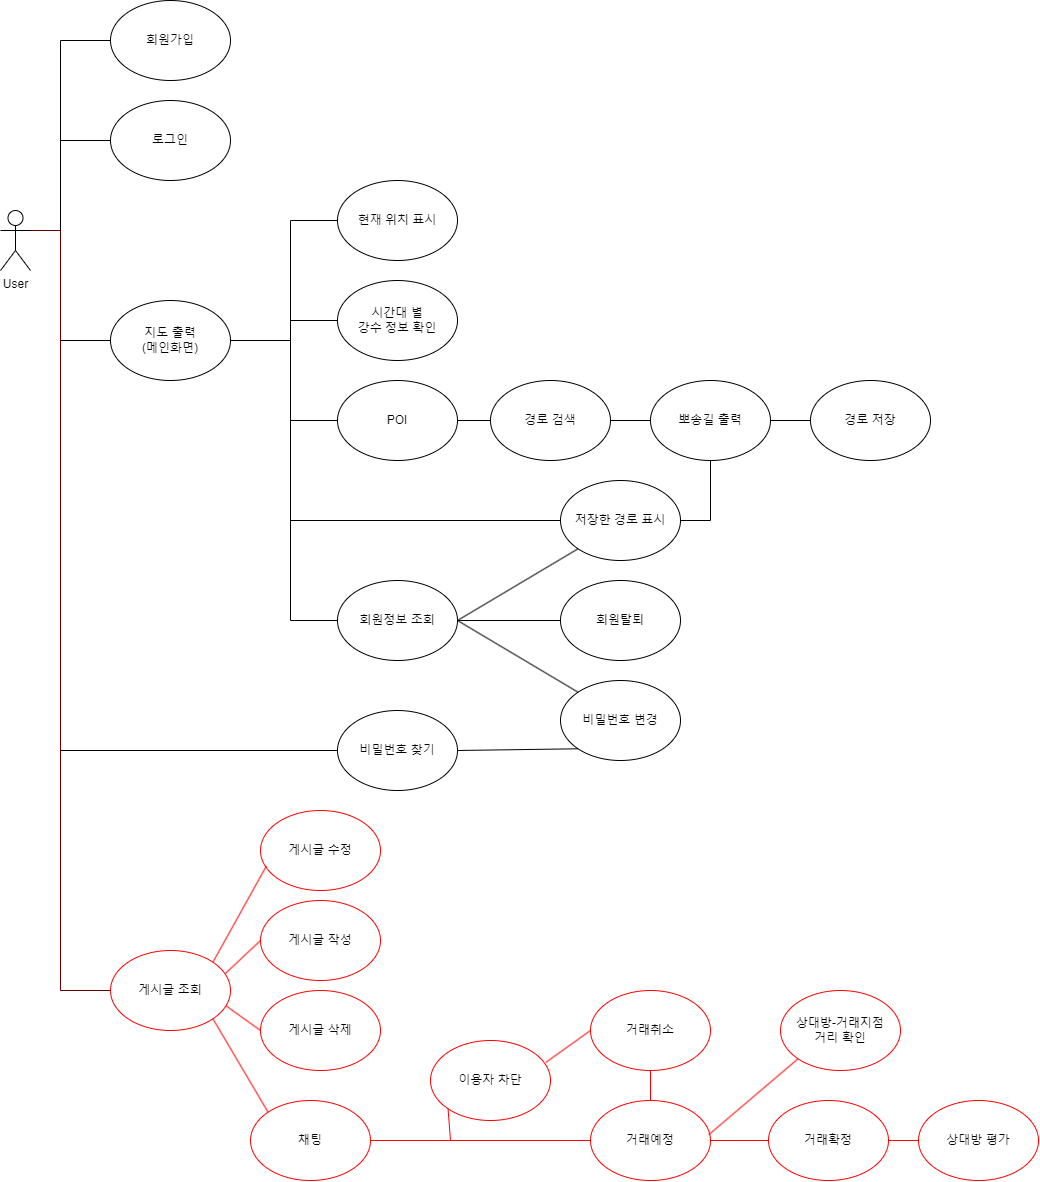 회원가입
로그인
User
현재 위치 표시
시간대 별
강수 정보 확인
지도 출력
(메인화면)
POI
경로 검색
뽀송길 출력
경로 저장
저장한 경로 표시
회원정보 조회
회원탈퇴
비밀번호 변경
비밀번호 찾기
게시글 수정
게시글 작성
게시글 조회
게시글 삭제
거래취소
상대방-거래지점
거리 확인
이용자 차단
채팅
거래예정
거래확정
상대방 평가